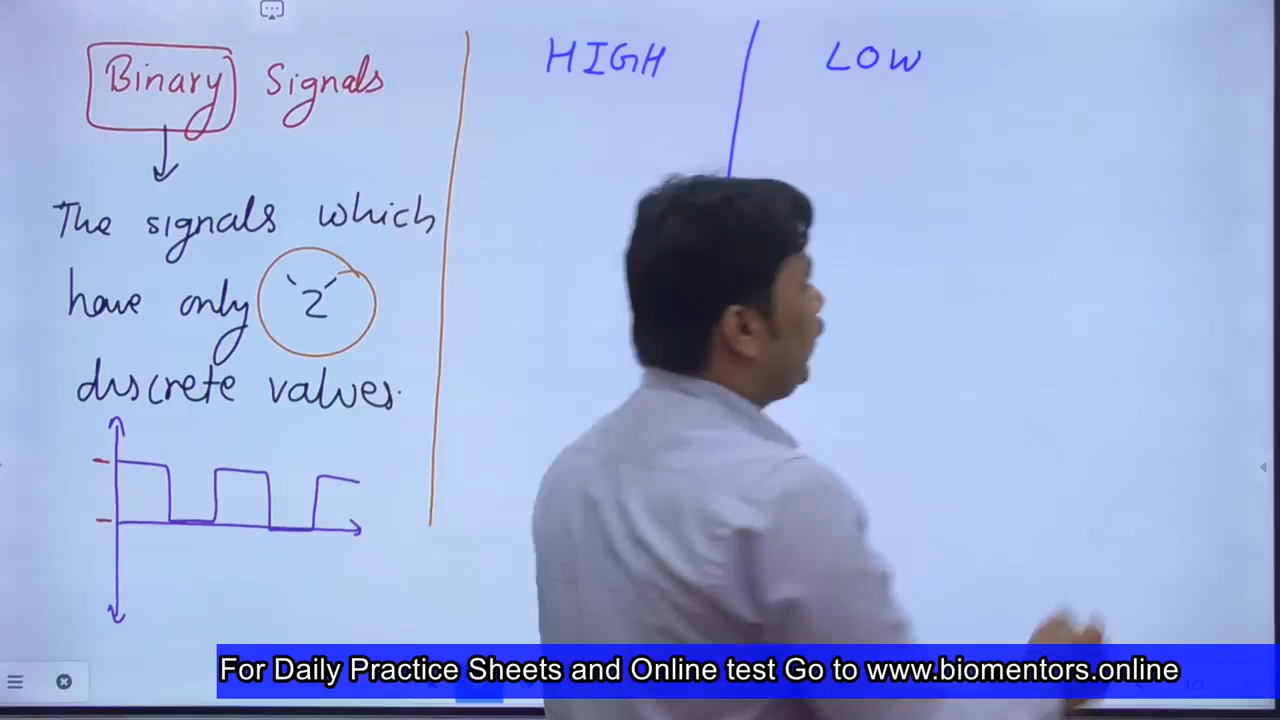 Binary Signals
The signals which
have only '2'
discrete values.
HIGH
LOW
For Daily Practice Sheets and Online test Go to www.biomentors.online